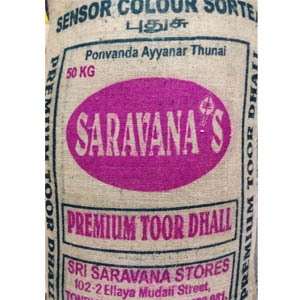 SENSOR COLOUR SORTEX
புதுசு
Ponvanda Ayyanar Thunai
50 KG
SARAVANA'S
PREMIUM TOOR DHALL
SRI SARAVANA STORES
102-2 Ellaya Mudali Street,
PREMIUM TOOR DHALL
PREMIUM TOOR DHALL